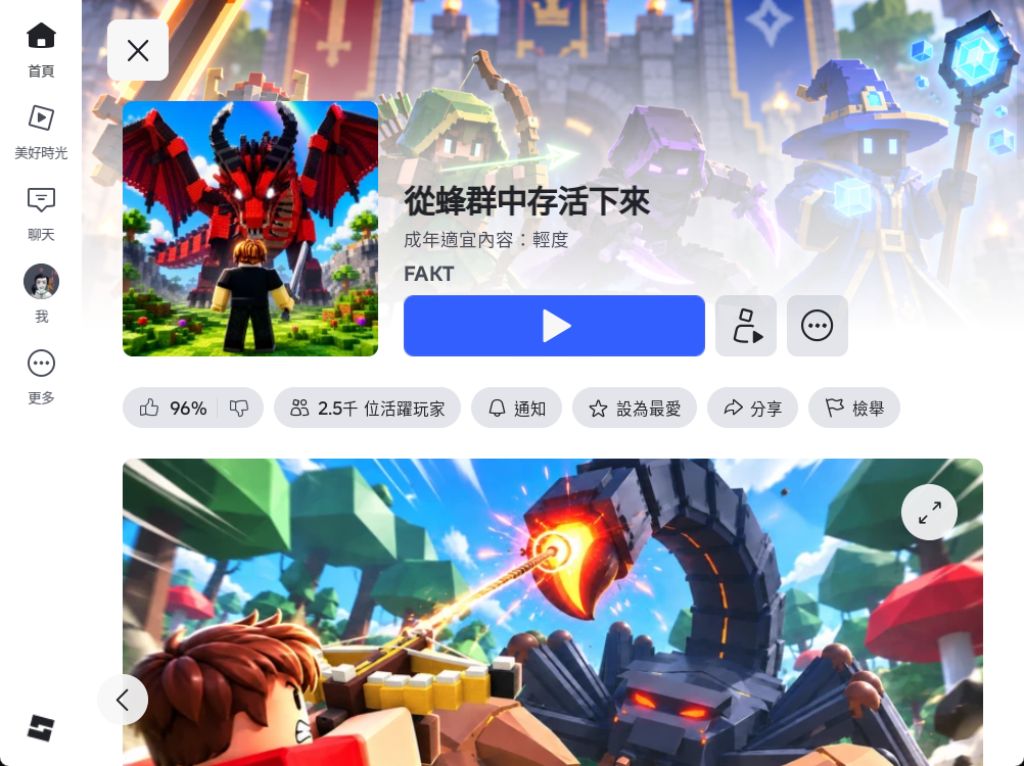 首頁
美好時光
聊天
我
更多
從蜂群中存活下來
成年適宜內容：輕度
FAKT
96%
2.5千 位活躍玩家
通知
設為最愛
分享
檢舉